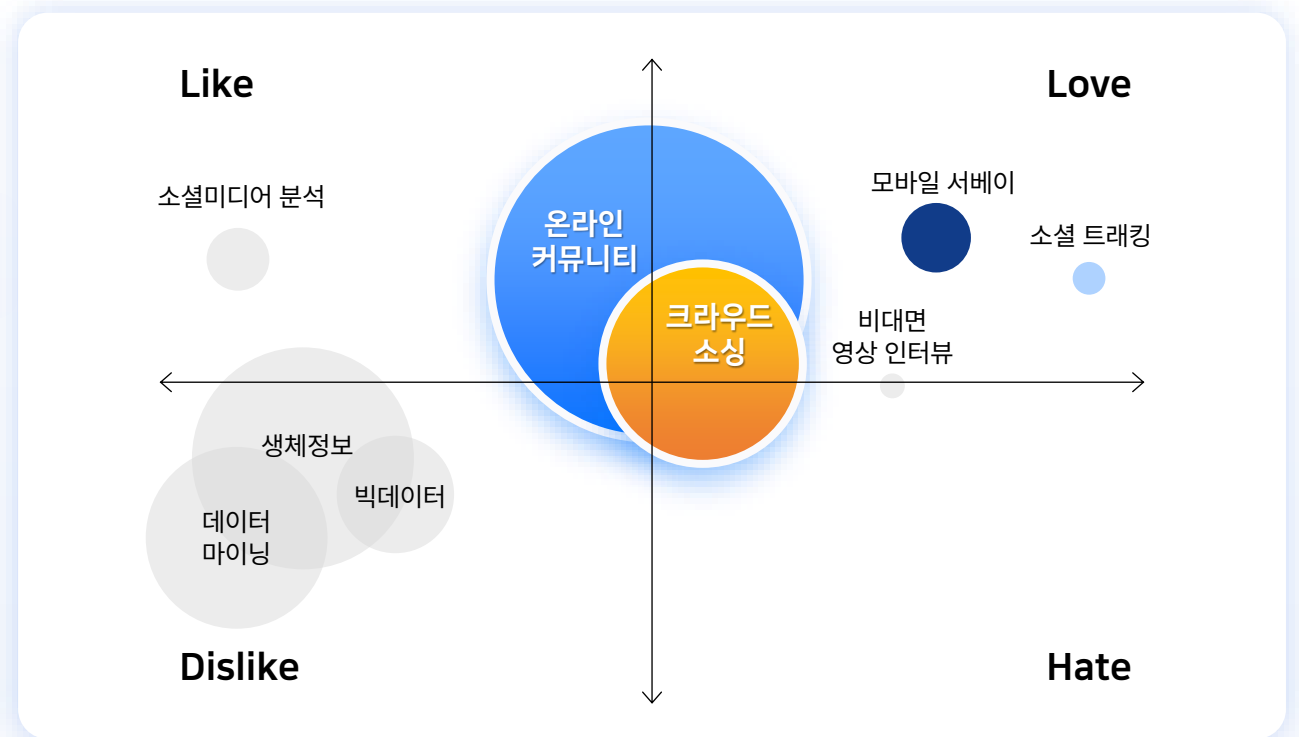 Like
Love
소셜미디어 분석
온라인
커뮤니티
크라우드
소싱
모바일 서베이
소셜 트래킹
비대면
영상 인터뷰
생체정보
빅데이터
데이터
마이닝
Dislike
Hate